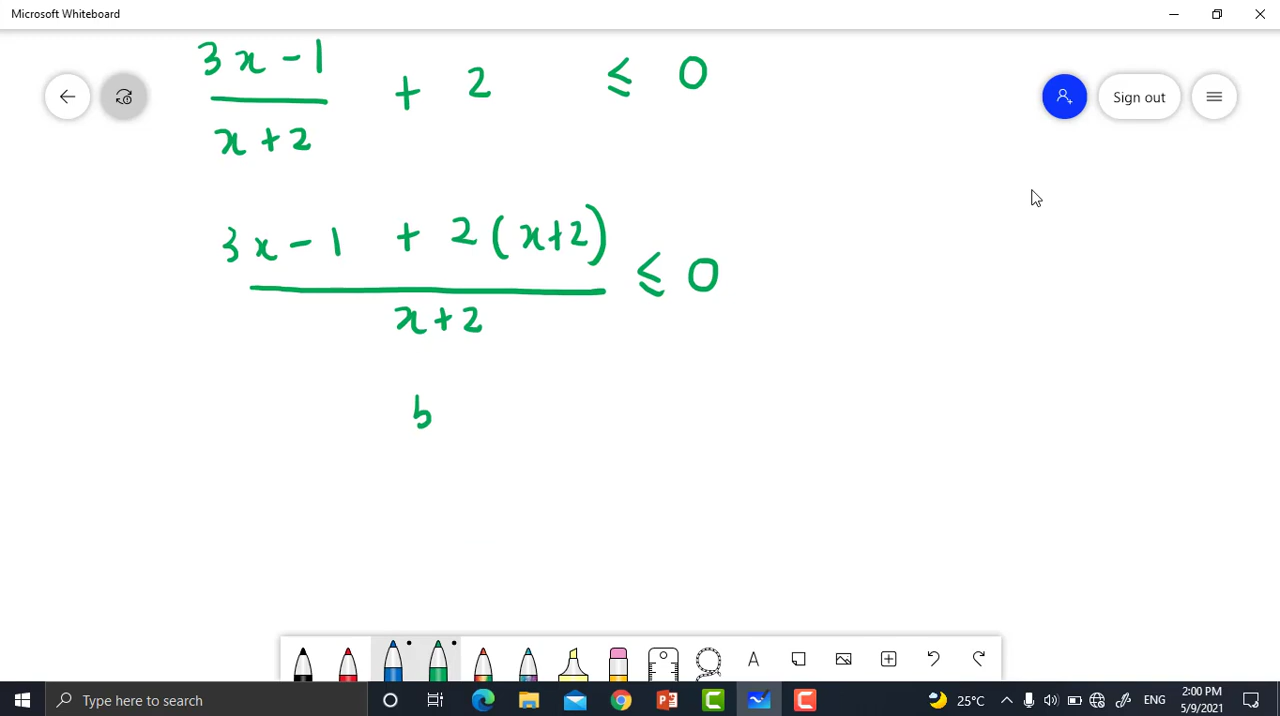 Microsoft Whiteboard
3x - 1
+ 2 ≤ 0
x + 2
Sign out
3x - 1 + 2(x+2)
≤ 0
x + 2
b
A
Type here to search
25°C
ENG
2:00 PM
5/9/2021